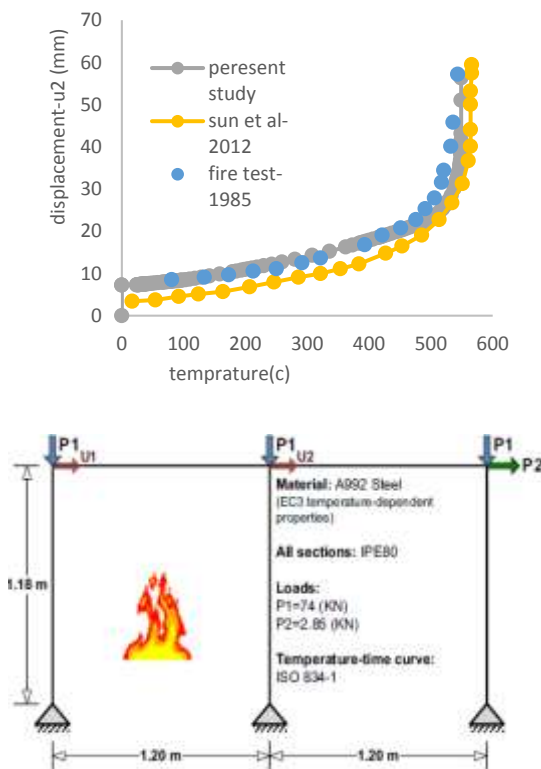 70
60
50
40
30
20
10
0
displacement-u2 (mm)
peresent
study
sun et al-
2012
fire test-
1985
0 100 200 300 400 500 600
temprature(c)
P1 P1 P1
U1 U2 P2
Material: A992 Steel
(EC3 temperature-dependent
properties)
All sections: IPE80
1.18 m
Loads:
P1=74 (KN)
P2=2.85 (KN)
Temperature-time curve:
ISO 834-1
1.20 m 1.20 m